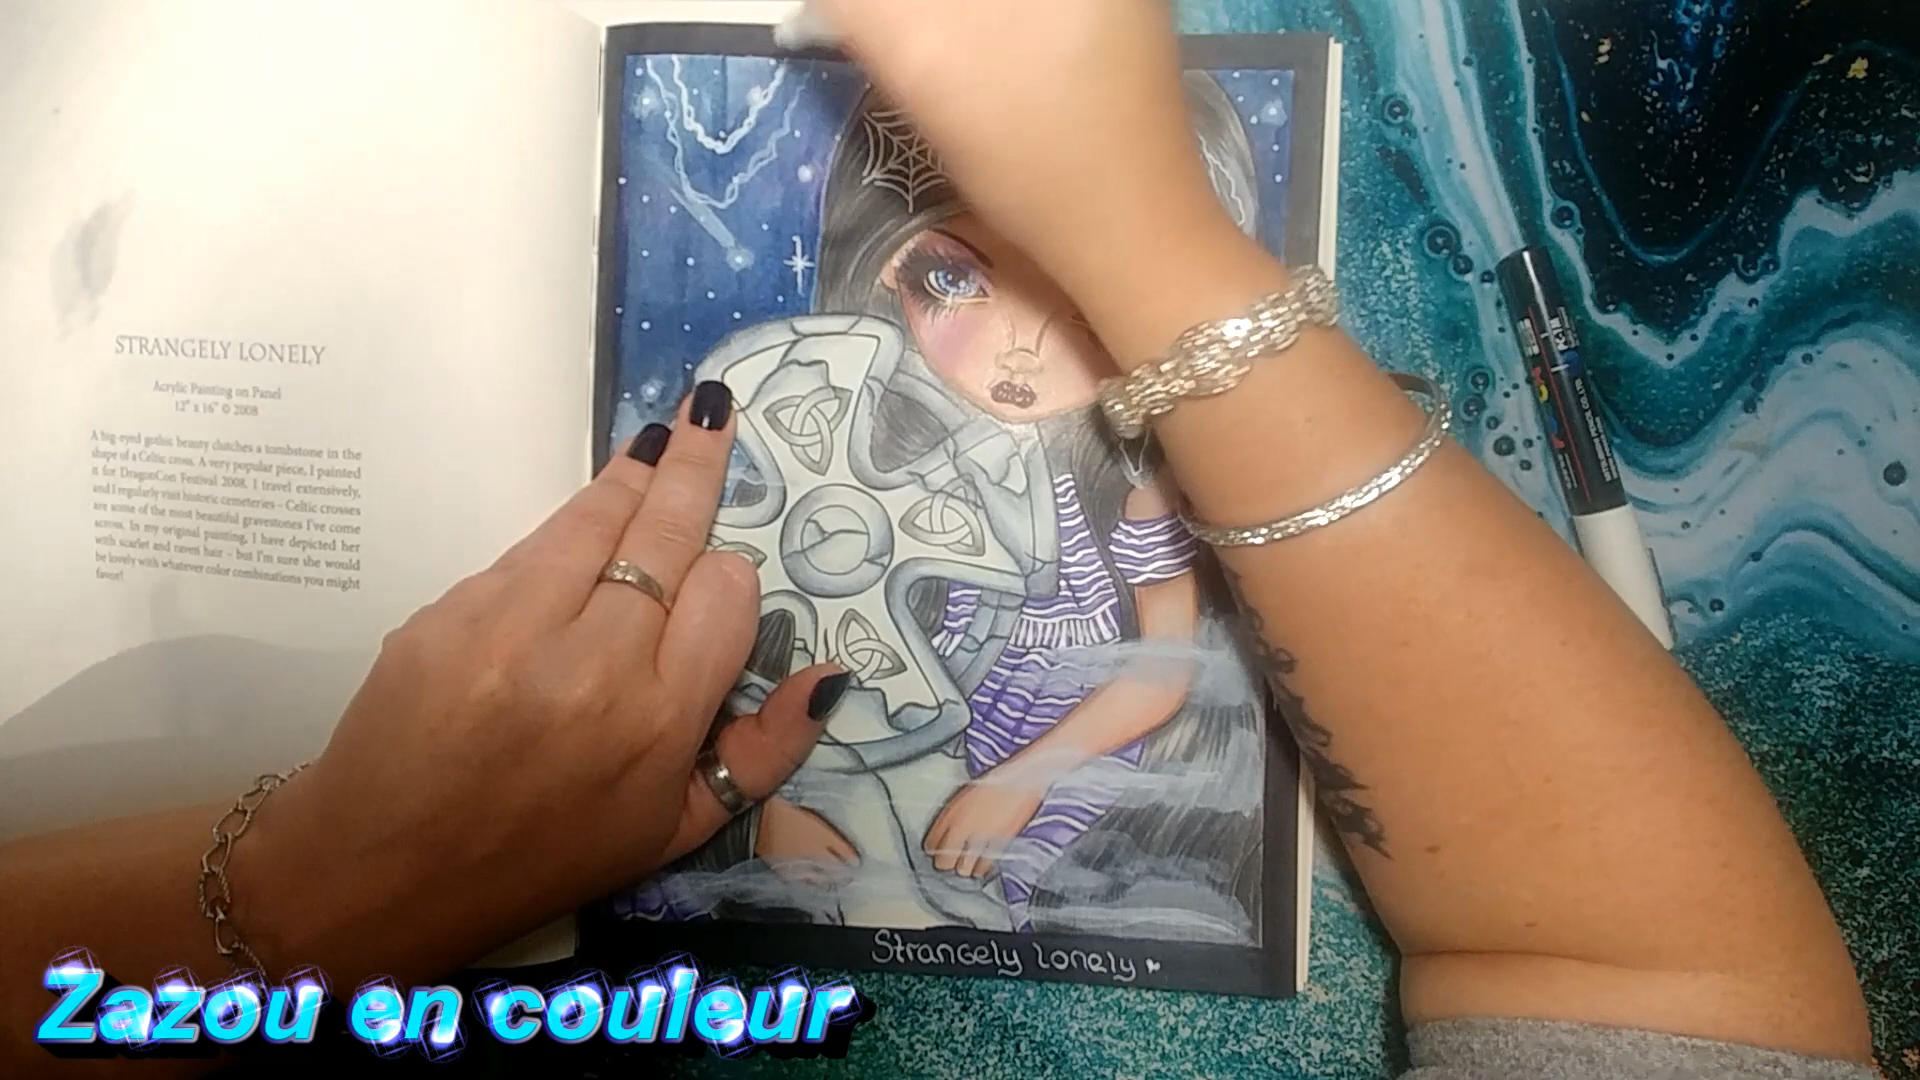 STRANGELY LONELY
Acrylic Painting on Panel
12" x 16" © 2008
A big-eyed gothic beauty clutches a tombstone in the
shape of a Celtic cross. A very popular piece, I painted
it for DragonCon Festival 2008. I travel extensively,
and I regularly visit historic cemeteries – Celtic crosses
are some of the most beautiful gravestones I've come
across. In my original painting, I have depicted her
with scarlet and raven hair – but I'm sure she would
be lovely with whatever color combinations you might
favor!
Strangely Lonely
Zazou en couleur